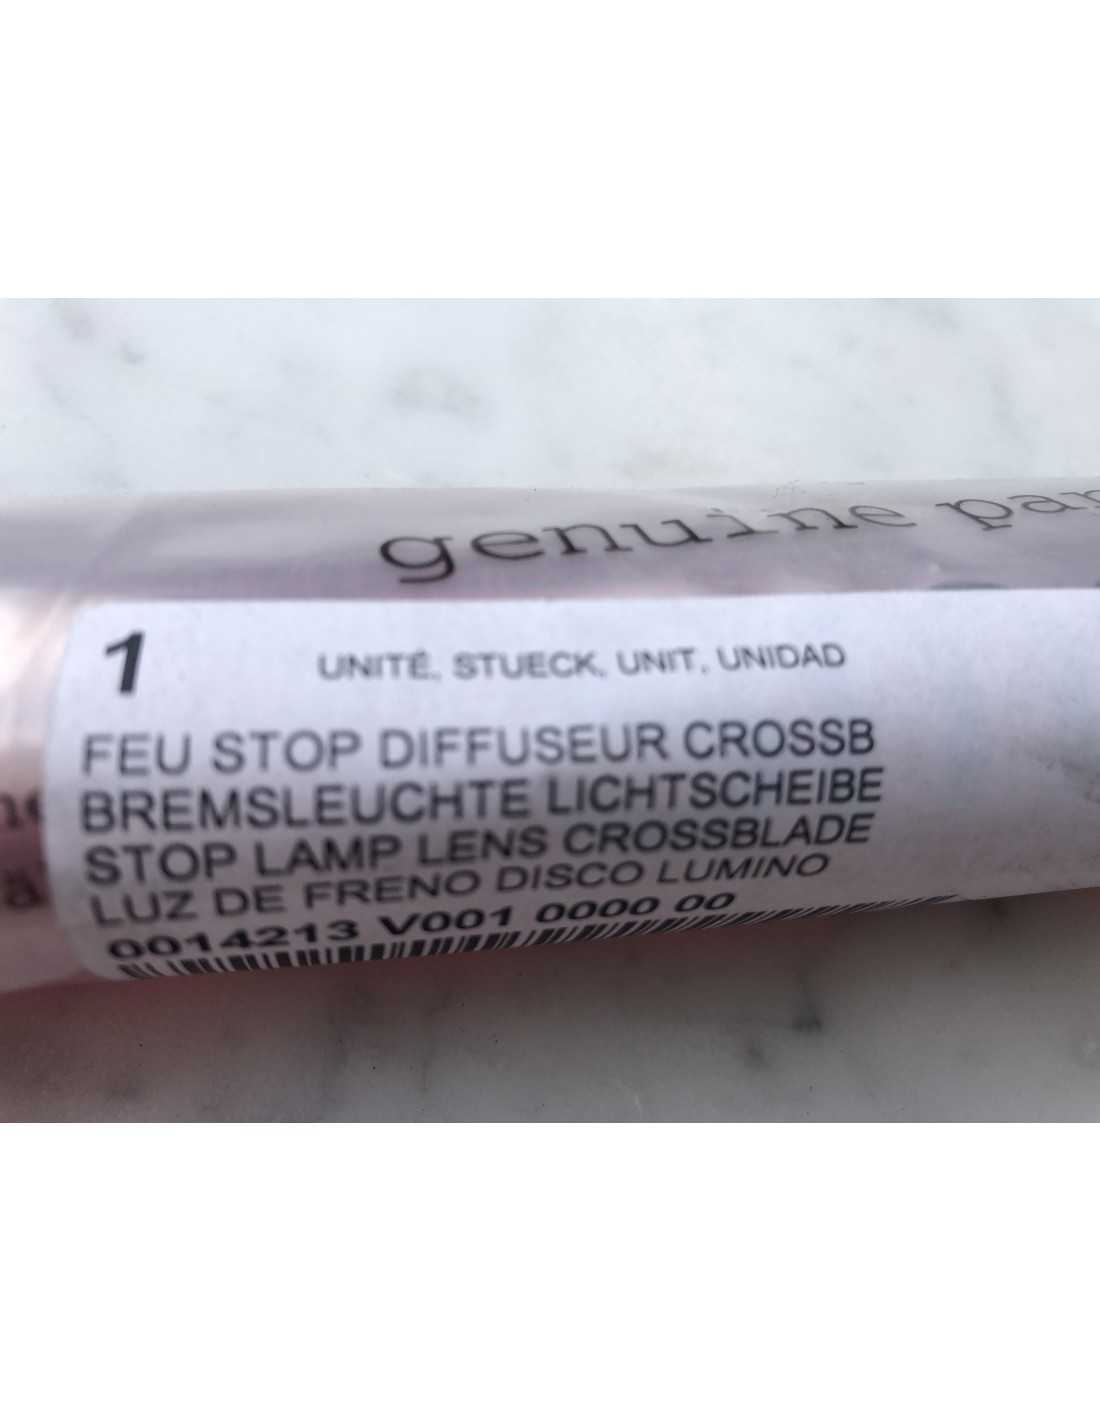 genuine par
1 UNITÉ, STUECK, UNIT, UNIDAD
FEU STOP DIFFUSEUR CROSSB
BREMSLEUCHTE LICHTSCHEIBE
STOP LAMP LENS CROSSBLADE
LUZ DE FRENO DISCO LUMINO
0014213 V001 0000 00